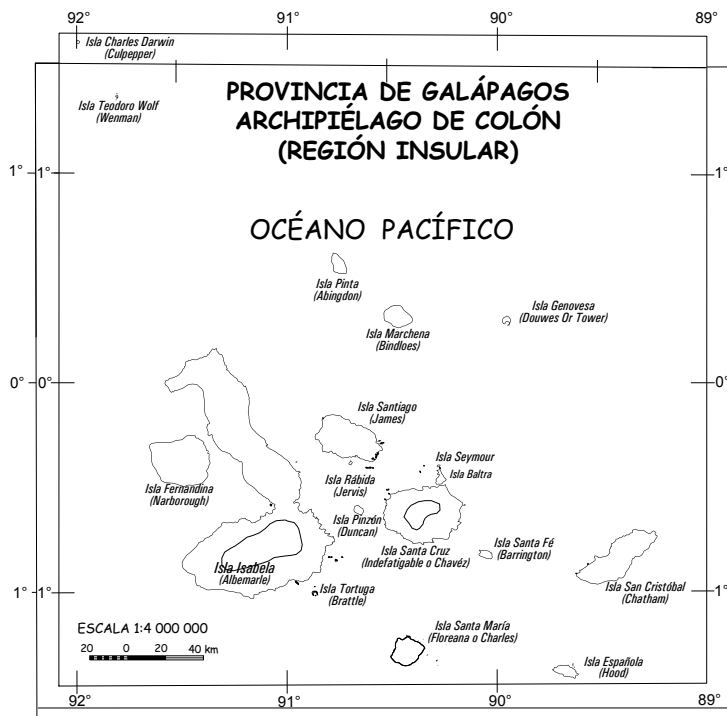 92°
91°
90°
89°
Isla Charles Darwin
(Culpepper)
Isla Teodoro Wolf
(Wenman)
PROVINCIA DE GALÁPAGOS
ARCHIPIÉLAGO DE COLÓN
(REGIÓN INSULAR)
1°
1°
1°
OCÉANO PACÍFICO
Isla Pinta
(Abingdon)
Isla Genovesa
(Douwes Or Tower)
Isla Marchena
(Bindloes)
0°
0°
0°
Isla Santiago
(James)
Isla Seymour
Isla Baltra
Isla Rábida
(Jervis)
Isla Fernandina
(Narborough)
Isla Pinzón
(Duncan)
Isla Santa Cruz
(Indefatigable o Chavéz)
Isla Santa Fé
(Barrington)
Isla Isabela
(Albemarle)
Isla Tortuga
(Brattle)
Isla San Cristóbal
(Chatham)
1°
1°
1°
ESCALA 1:4 000 000
20 0 20 40 km
Isla Santa María
(Floreana o Charles)
Isla Española
(Hood)
92°
91°
90°
89°